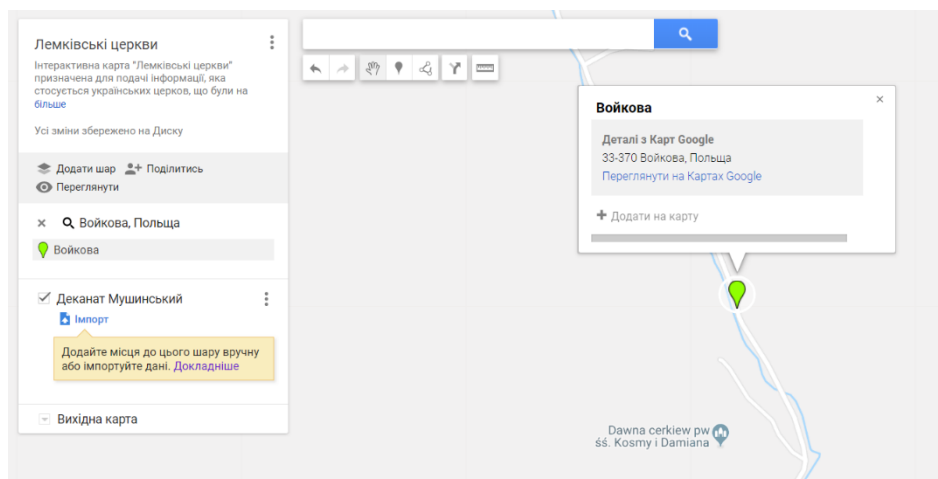 Лемківські церкви
Інтерактивна карта "Лемківські церкви"
призначена для подачі інформації, яка
стосується українських церков, що були на
більше
Усі зміни збережено на Диску
Додати шар Поділитись
Переглянути
Войкова, Польща
Войкова
Деканат Мушинський
Імпорт
Додайте місця до цього шару вручну
або імпортуйте дані. Докладніше
Вихідна карта
Войкова
Деталі з Карт Google
33-370 Войкова, Польща
Переглянути на Картах Google
Додати на карту
Dawna cerkiew pw
śś. Kosmy i Damiana